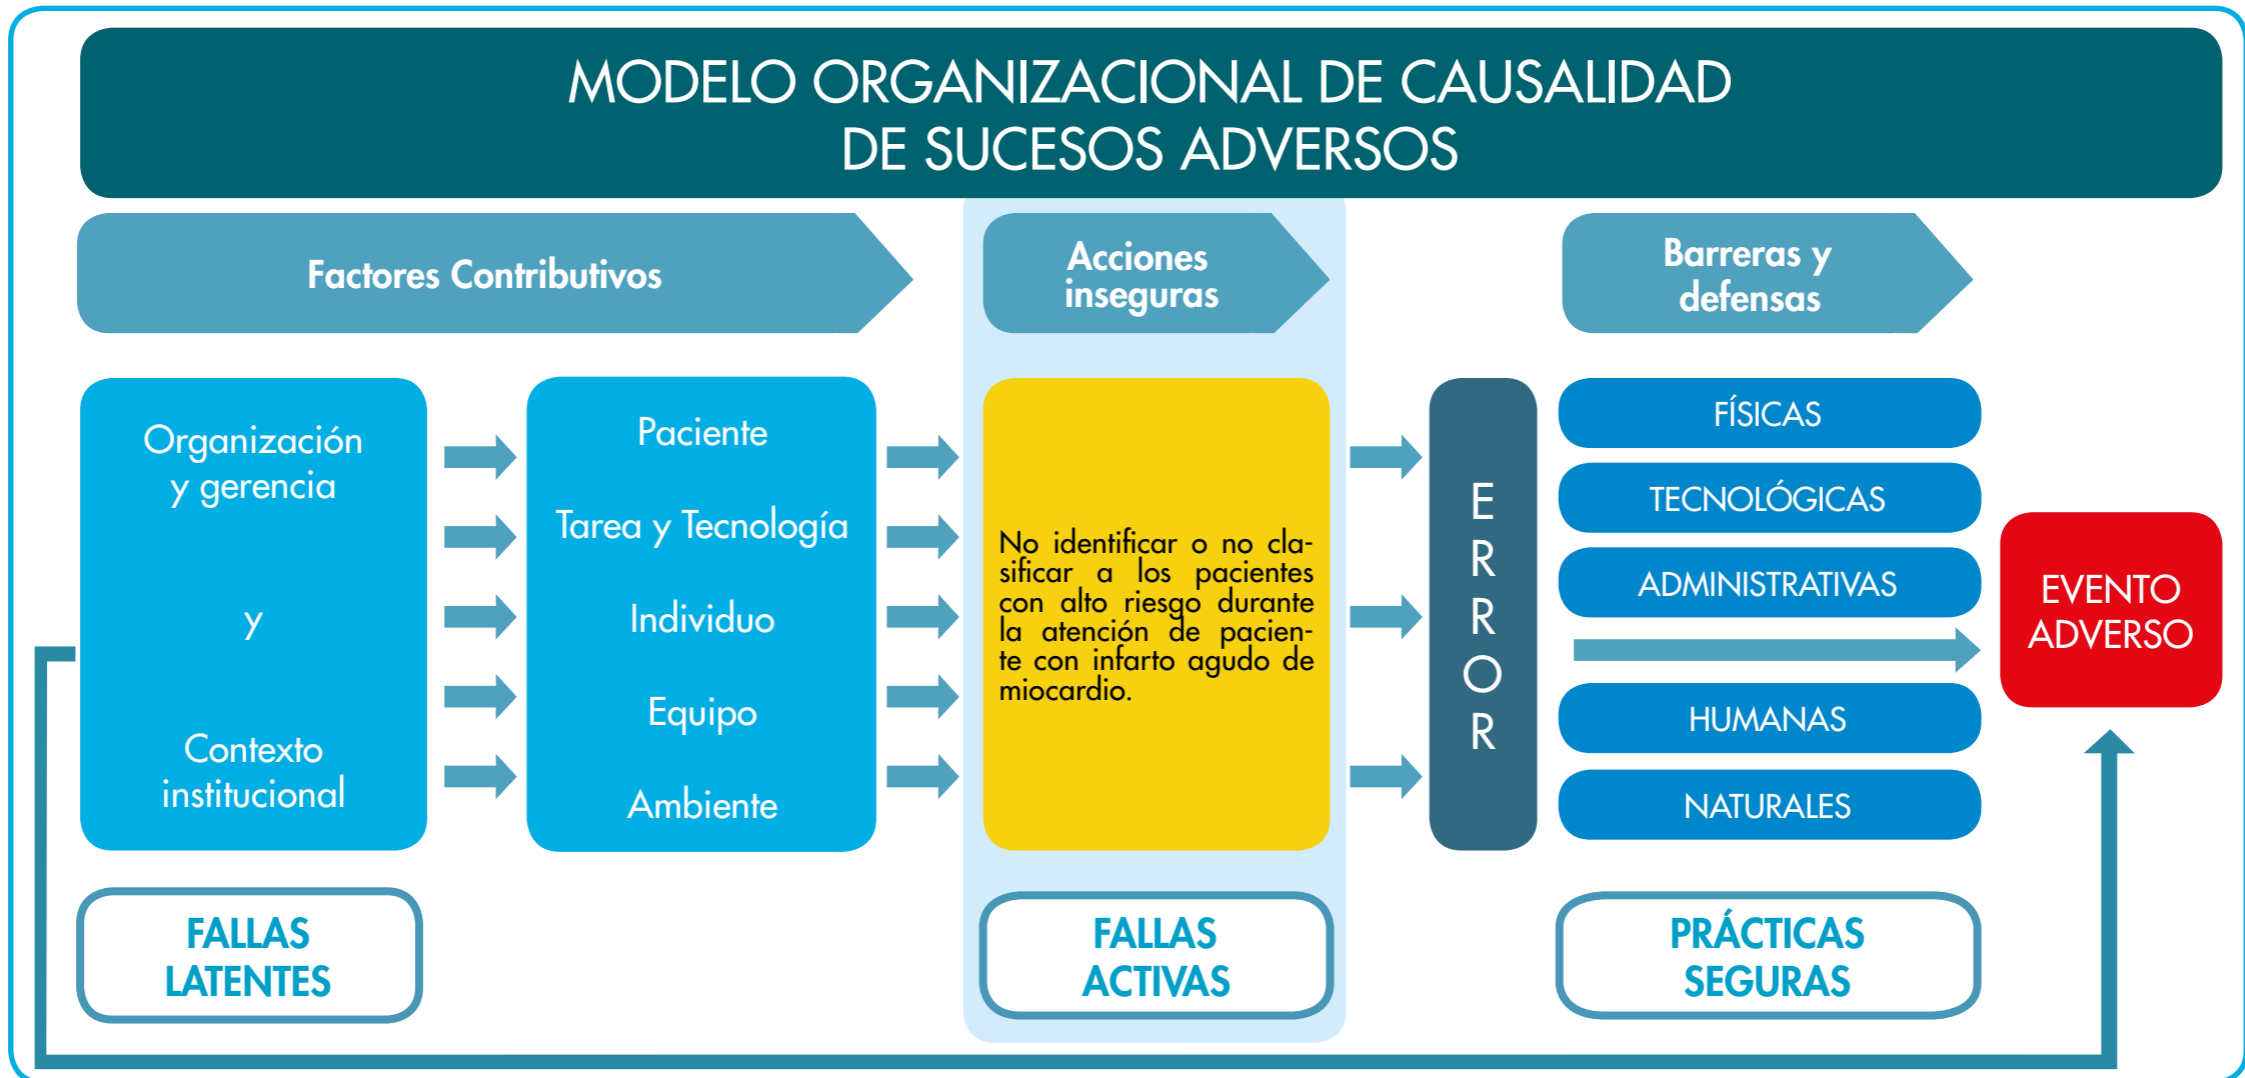 MODELO ORGANIZACIONAL DE CAUSALIDAD
DE SUCESOS ADVERSOS
Factores Contributivos
Acciones
inseguras
Barreras y
defensas
Organización
y gerencia
y
Contexto
institucional
Paciente
Tarea y Tecnología
Individuo
Equipo
Ambiente
No identificar o no cla-
sificar a los pacientes
con alto riesgo durante
la atención de pacien-
te con infarto agudo de
miocardio.
E
R
R
O
R
FÍSICAS
TECNOLÓGICAS
ADMINISTRATIVAS
HUMANAS
NATURALES
EVENTO
ADVERSO
FALLAS
LATENTES
FALLAS
ACTIVAS
PRÁCTICAS
SEGURAS